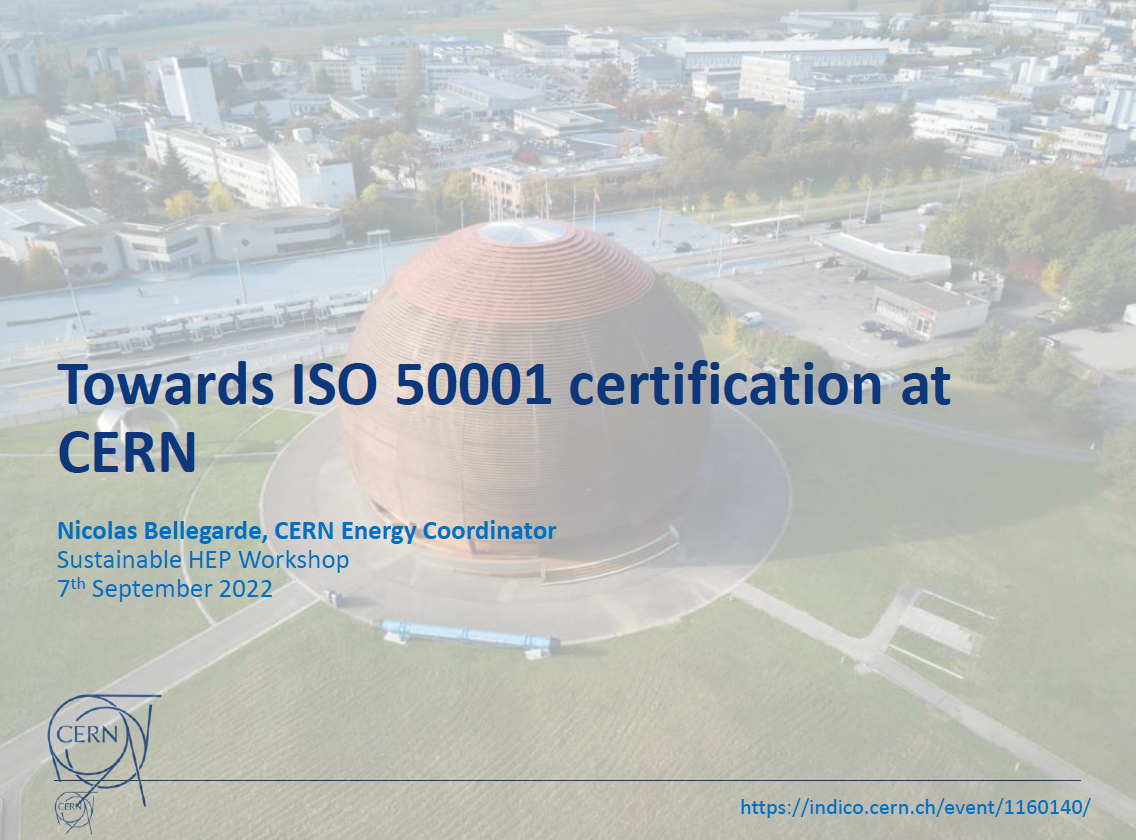 Towards ISO 50001 certification at
CERN
Nicolas Bellegarde, CERN Energy Coordinator
Sustainable HEP Workshop
7th September 2022
CERN
CERN
https://indico.cern.ch/event/1160140/